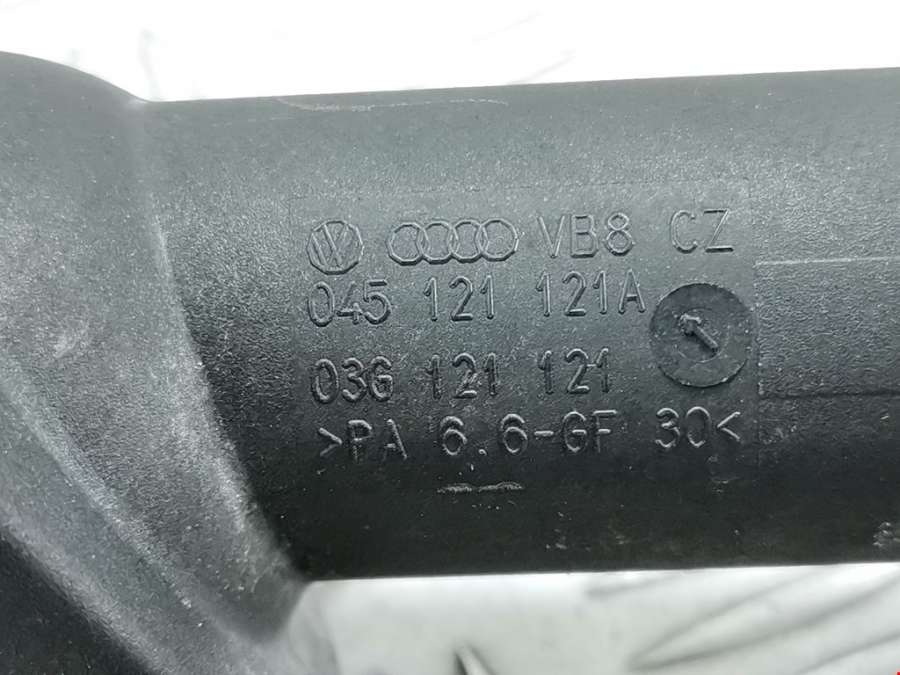 VB8 CZ
045 121 121A
03G 121 121
>PA 6.6-GF 30<